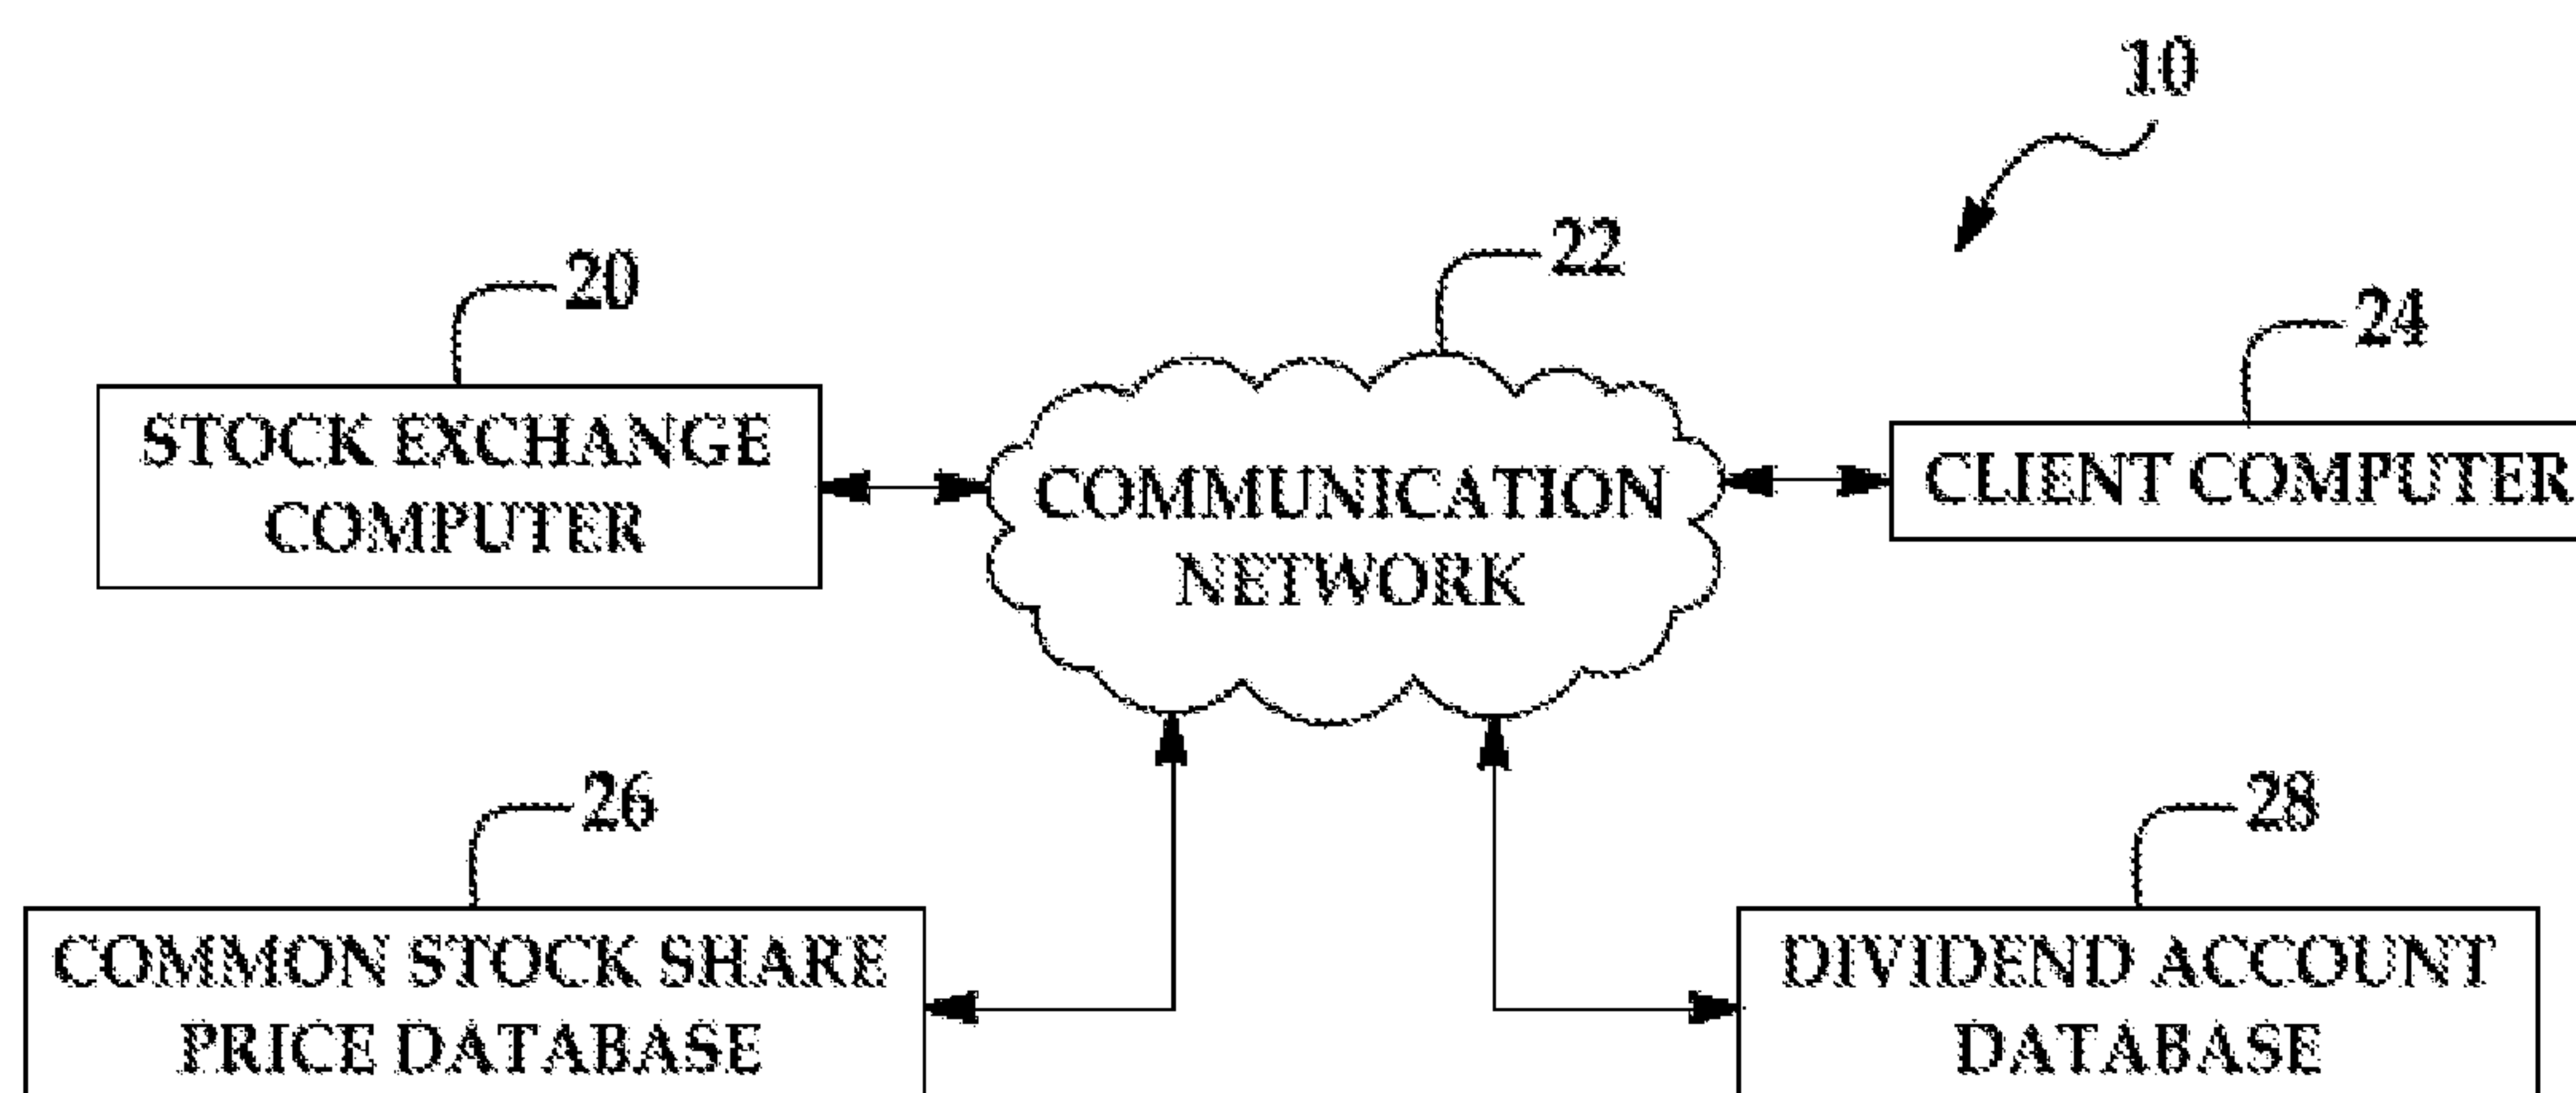 10
22
20
24
STOCK EXCHANGE
COMPUTER
COMMUNICATION
NETWORK
CLIENT COMPUTER
26
28
COMMON STOCK SHARE
PRICE DATABASE
DIVIDEND ACCOUNT
DATABASE